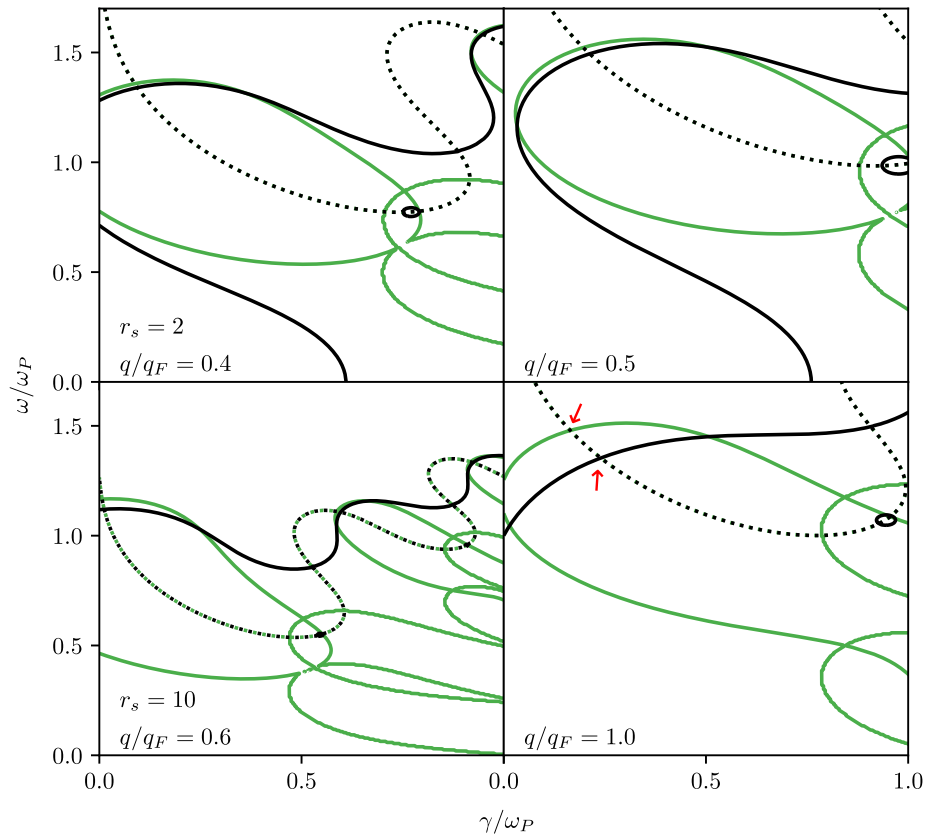 1.5
1.0
0.5
0.0
r_s = 2
q/q_F = 0.4
q/q_F = 0.5
ω/ω_P
1.5
1.0
0.5
0.0
r_s = 10
q/q_F = 0.6
q/q_F = 1.0
0.0 0.5 0.0 0.5 1.0
γ/ω_P